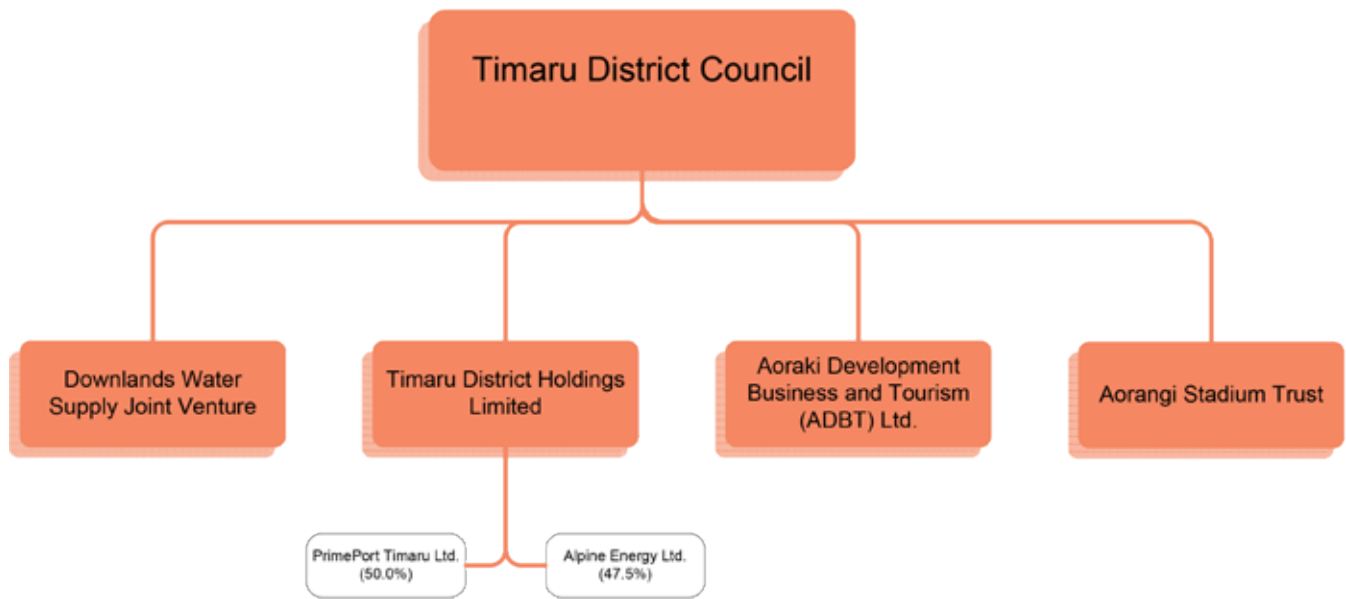 Timaru District Council
Downlands Water
Supply Joint Venture
Timaru District Holdings
Limited
Aoraki Development
Business and Tourism
(ADBT) Ltd.
Aorangi Stadium Trust
PrimePort Timaru Ltd.
(50.0%)
Alpine Energy Ltd.
(47.5%)